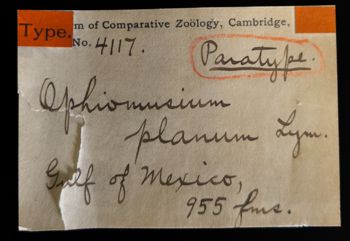 Type. m of Comparative Zoölogy, Cambridge,
No. 4117.
Paratype.
Ophiomusium
planum Lym.
Gulf of Mexico,
955 fms.